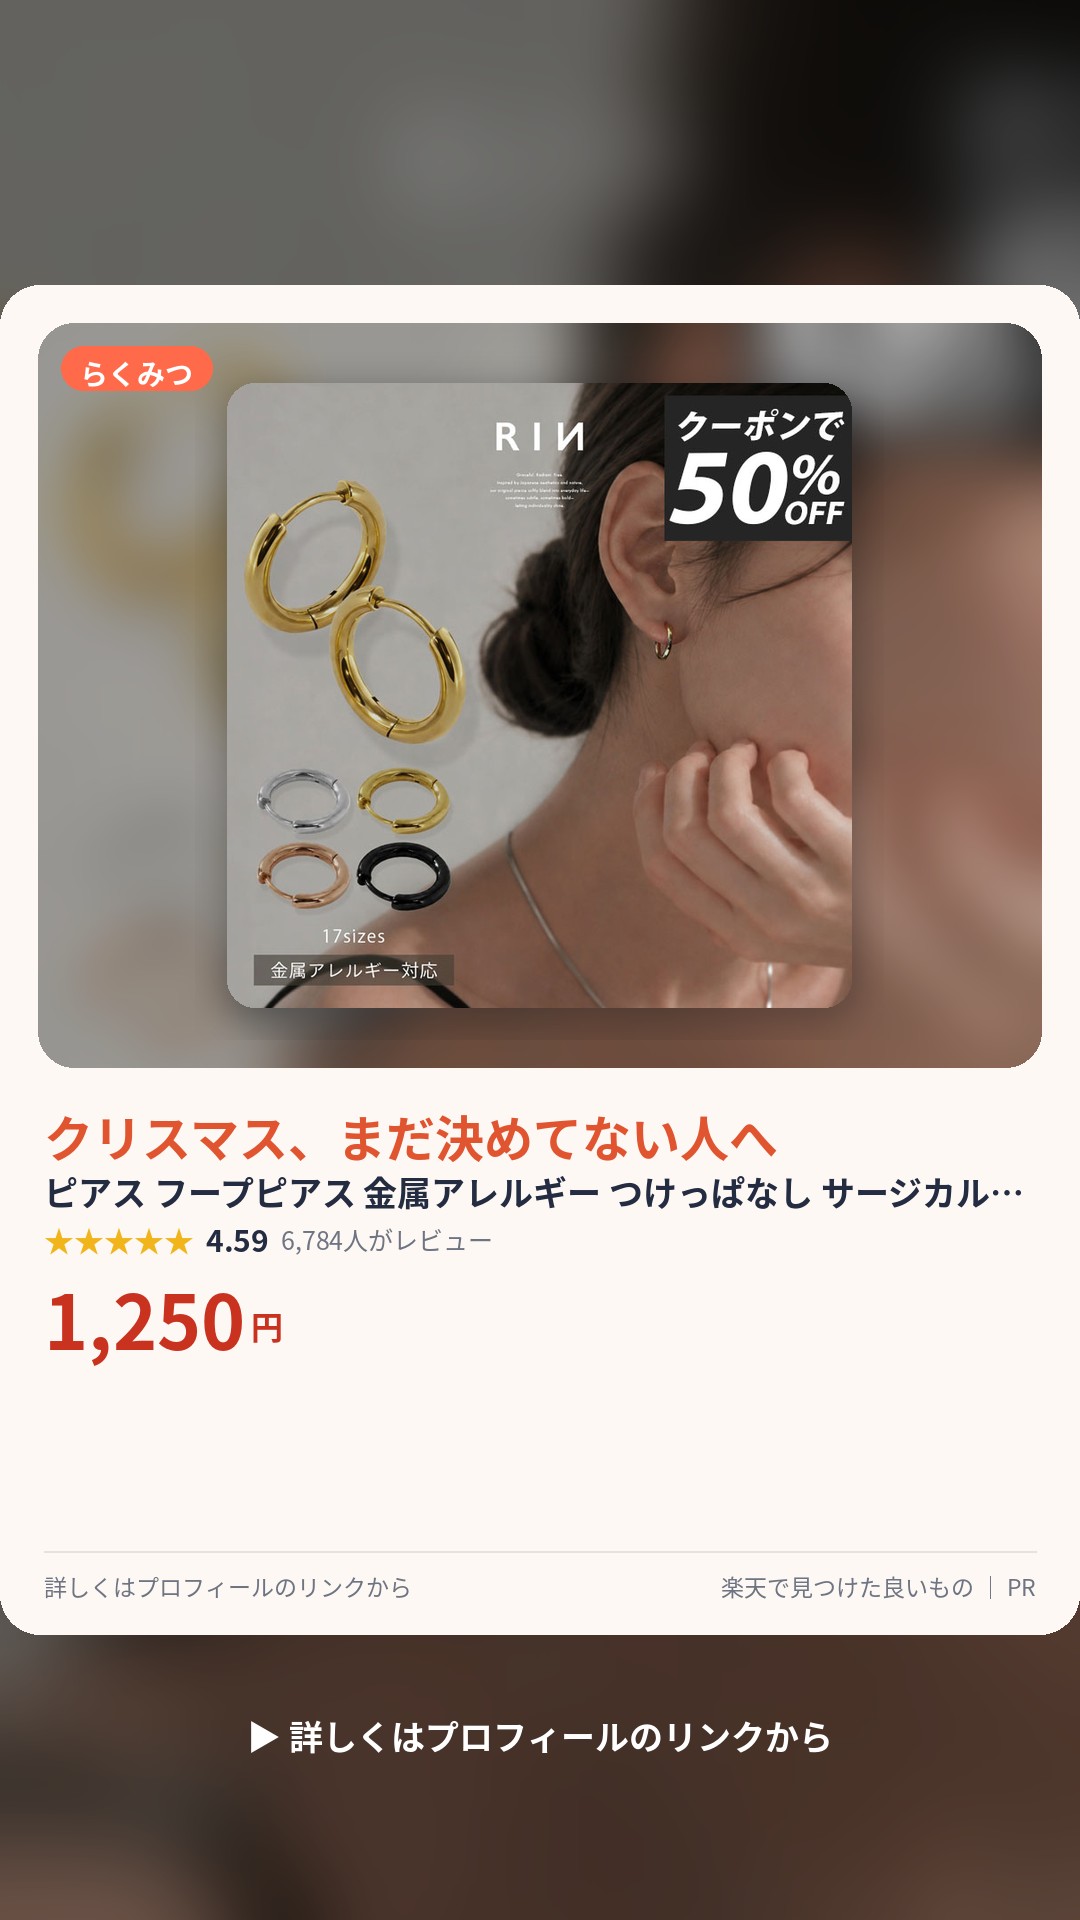 らくみつ
RIN
クーポンで
50%
OFF
17sizes
金属アレルギー対応
クリスマス、まだ決めてない人へ
ピアス フープピアス 金属アレルギー つけっぱなし サージカル…
★★★★★ 4.59 6,784人がレビュー
1,250円
詳しくはプロフィールのリンクから
楽天で見つけた良いもの | PR
▶ 詳しくはプロフィールのリンクから